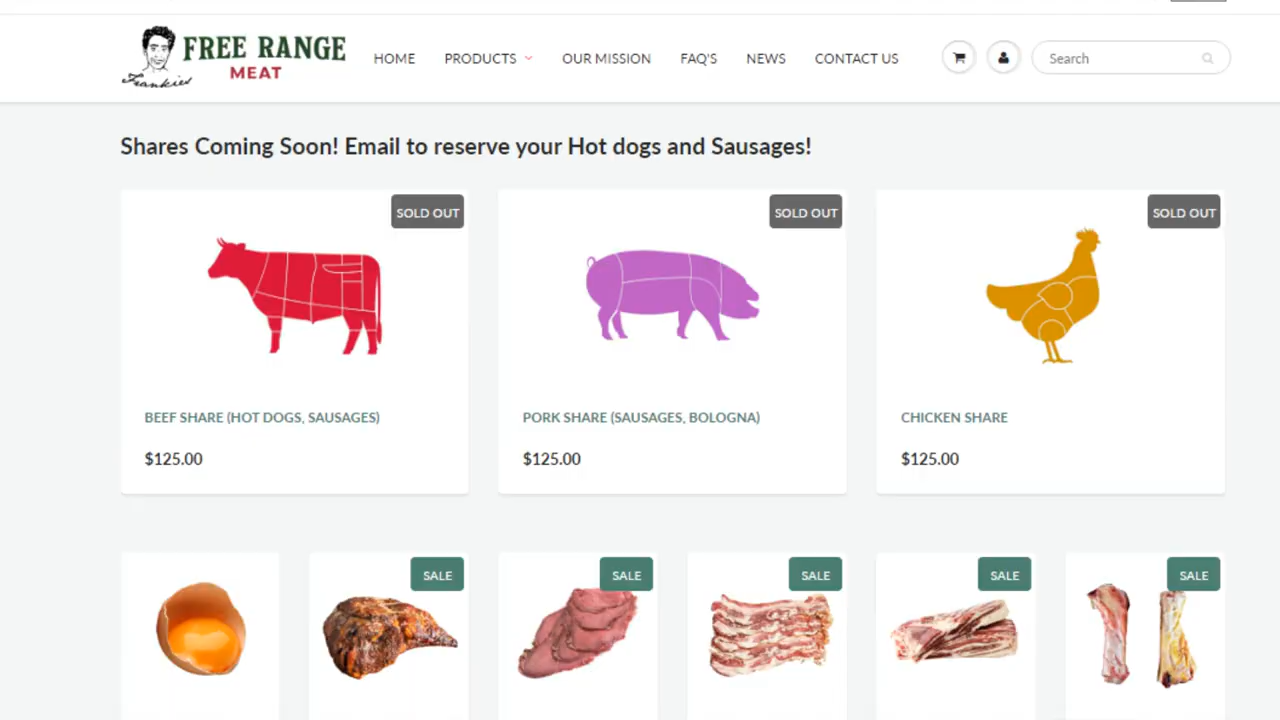 FREE RANGE
MEAT
Frankies
HOME
PRODUCTS
OUR MISSION
FAQ'S
NEWS
CONTACT US
Search
Shares Coming Soon! Email to reserve your Hot dogs and Sausages!
SOLD OUT
SOLD OUT
SOLD OUT
BEEF SHARE (HOT DOGS, SAUSAGES)
PORK SHARE (SAUSAGES, BOLOGNA)
CHICKEN SHARE
$125.00
$125.00
$125.00
SALE
SALE
SALE
SALE
SALE